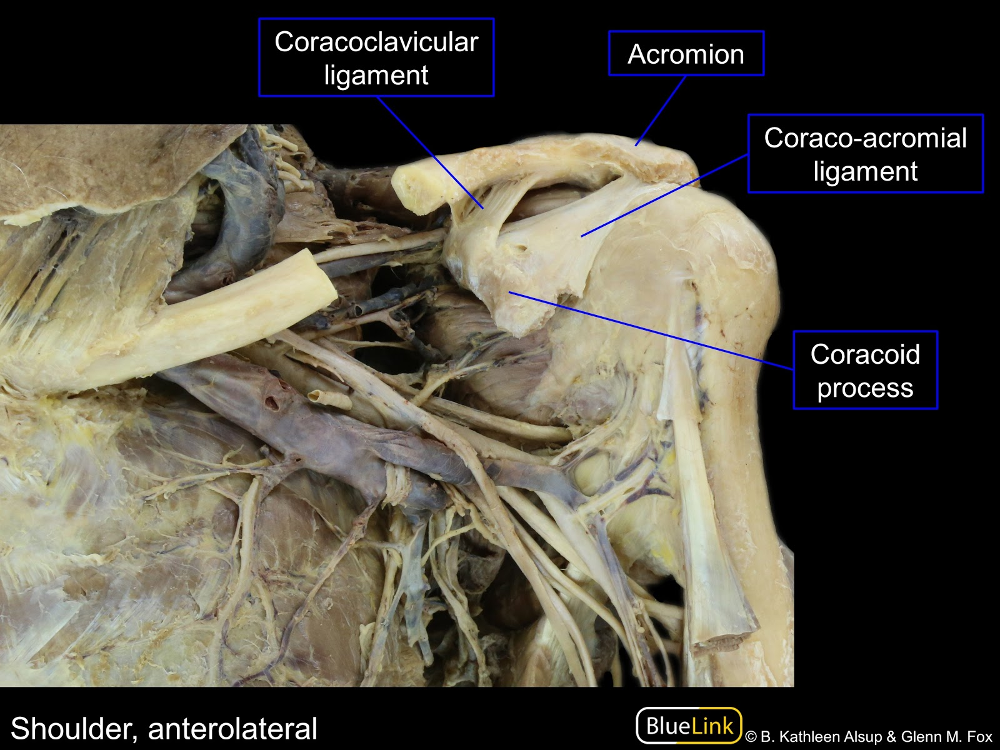 Coracoclavicular
ligament
Acromion
Coraco-acromial
ligament
Coracoid
process
Shoulder, anterolateral
BlueLink
© B. Kathleen Alsup & Glenn M. Fox